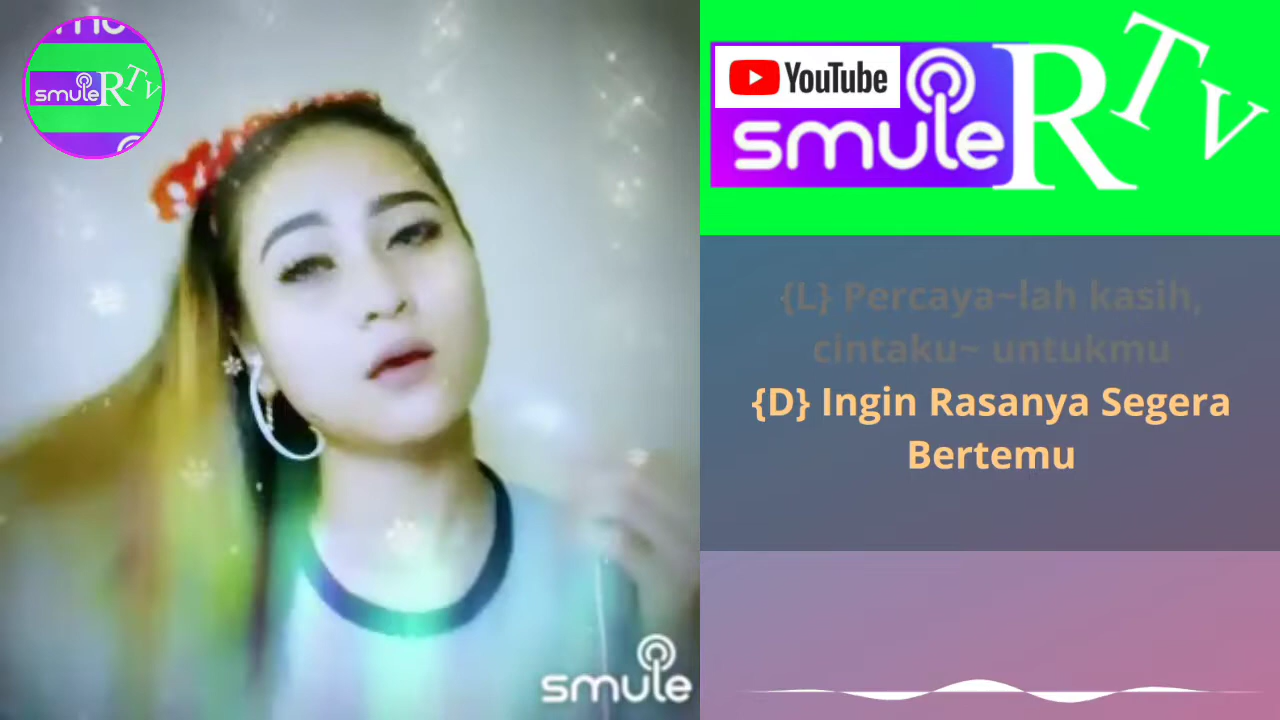 smule R TV
YouTube
smule R TV
{L} Percaya~lah kasih,
cintaku~ untukmu
{D} Ingin Rasanya Segera
Bertemu
smule